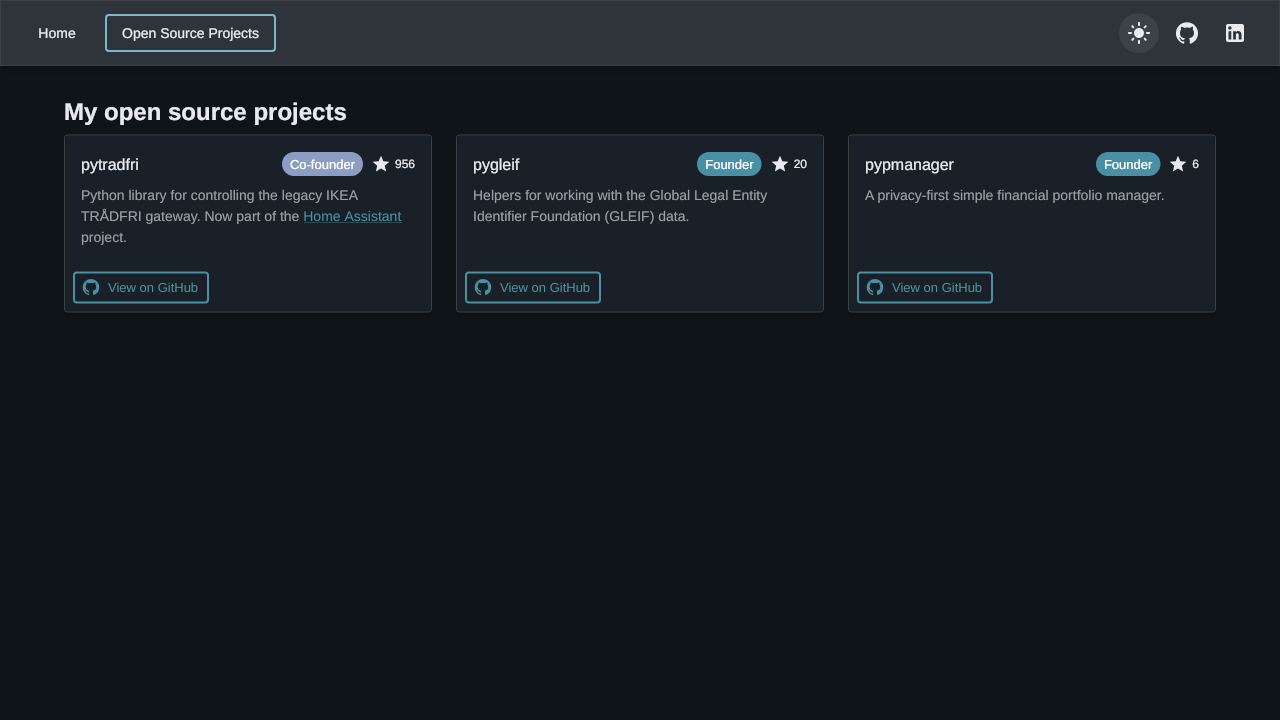 Home
Open Source Projects
My open source projects
pytradfri
Co-founder
956
Python library for controlling the legacy IKEA
TRÅDFRI gateway. Now part of the Home Assistant
project.
View on GitHub
pygleif
Founder
20
Helpers for working with the Global Legal Entity
Identifier Foundation (GLEIF) data.
View on GitHub
pypmanager
Founder
6
A privacy-first simple financial portfolio manager.
View on GitHub